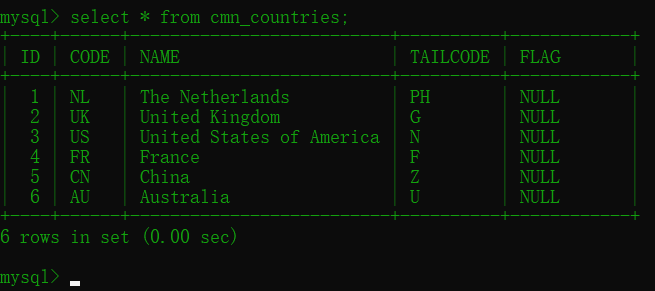 mysql> select * from cmn_countries;
+----+------+--------------------------+----------+------------+
| ID | CODE | NAME                     | TAILCODE | FLAG       |
+----+------+--------------------------+----------+------------+
|  1 | NL   | The Netherlands          | PH       | NULL       |
|  2 | UK   | United Kingdom           | G        | NULL       |
|  3 | US   | United States of America | N        | NULL       |
|  4 | FR   | France                   | F        | NULL       |
|  5 | CN   | China                    | Z        | NULL       |
|  6 | AU   | Australia                | U        | NULL       |
+----+------+--------------------------+----------+------------+
6 rows in set (0.00 sec)
mysql>